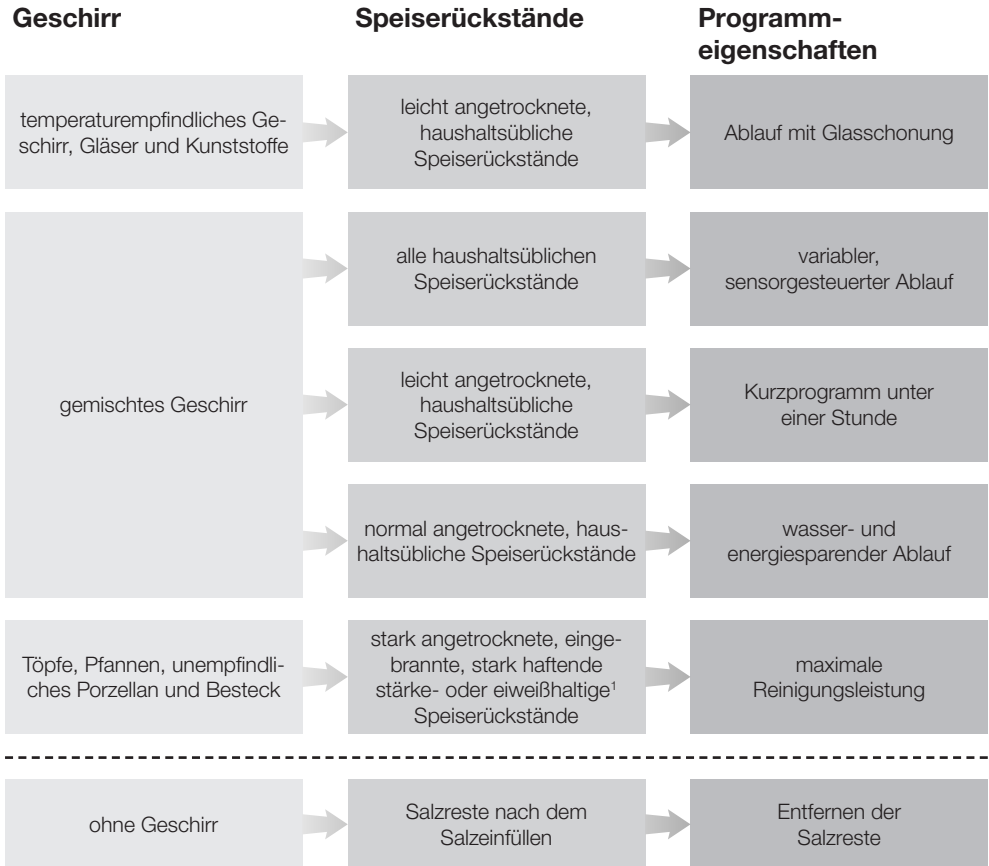 Geschirr
Speiserückstände
Programm-
eigenschaften
temperaturempfindliches Ge-
schirr, Gläser und Kunststoffe
leicht angetrocknete,
haushaltsübliche
Speiserückstände
Ablauf mit Glasschonung
gemischtes Geschirr
alle haushaltsüblichen
Speiserückstände
variabler,
sensorgesteuerter Ablauf
leicht angetrocknete,
haushaltsübliche
Speiserückstände
Kurzprogramm unter
einer Stunde
normal angetrocknete, haus-
haltsübliche Speiserückstände
wasser- und
energiesparender Ablauf
Töpfe, Pfannen, unempfindli-
ches Porzellan und Besteck
stark angetrocknete, einge-
brannte, stark haftende
stärke- oder eiweißhaltige¹
Speiserückstände
maximale
Reinigungsleistung
ohne Geschirr
Salzreste nach dem
Salzeinfüllen
Entfernen der
Salzreste